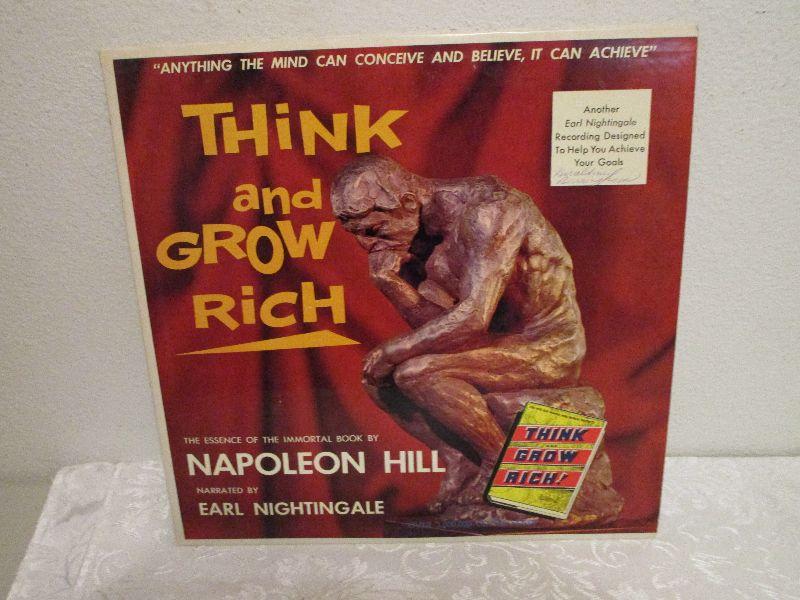 "ANYTHING THE MIND CAN CONCEIVE AND BELIEVE, IT CAN ACHIEVE"
THiNK
and
GROW
RiCH
Another
Earl Nightingale
Recording Designed
To Help You Achieve
Your Goals
THE ESSENCE OF THE IMMORTAL BOOK BY
NAPOLEON HILL
NARRATED BY
EARL NIGHTINGALE
THINK
GROW
RICH!